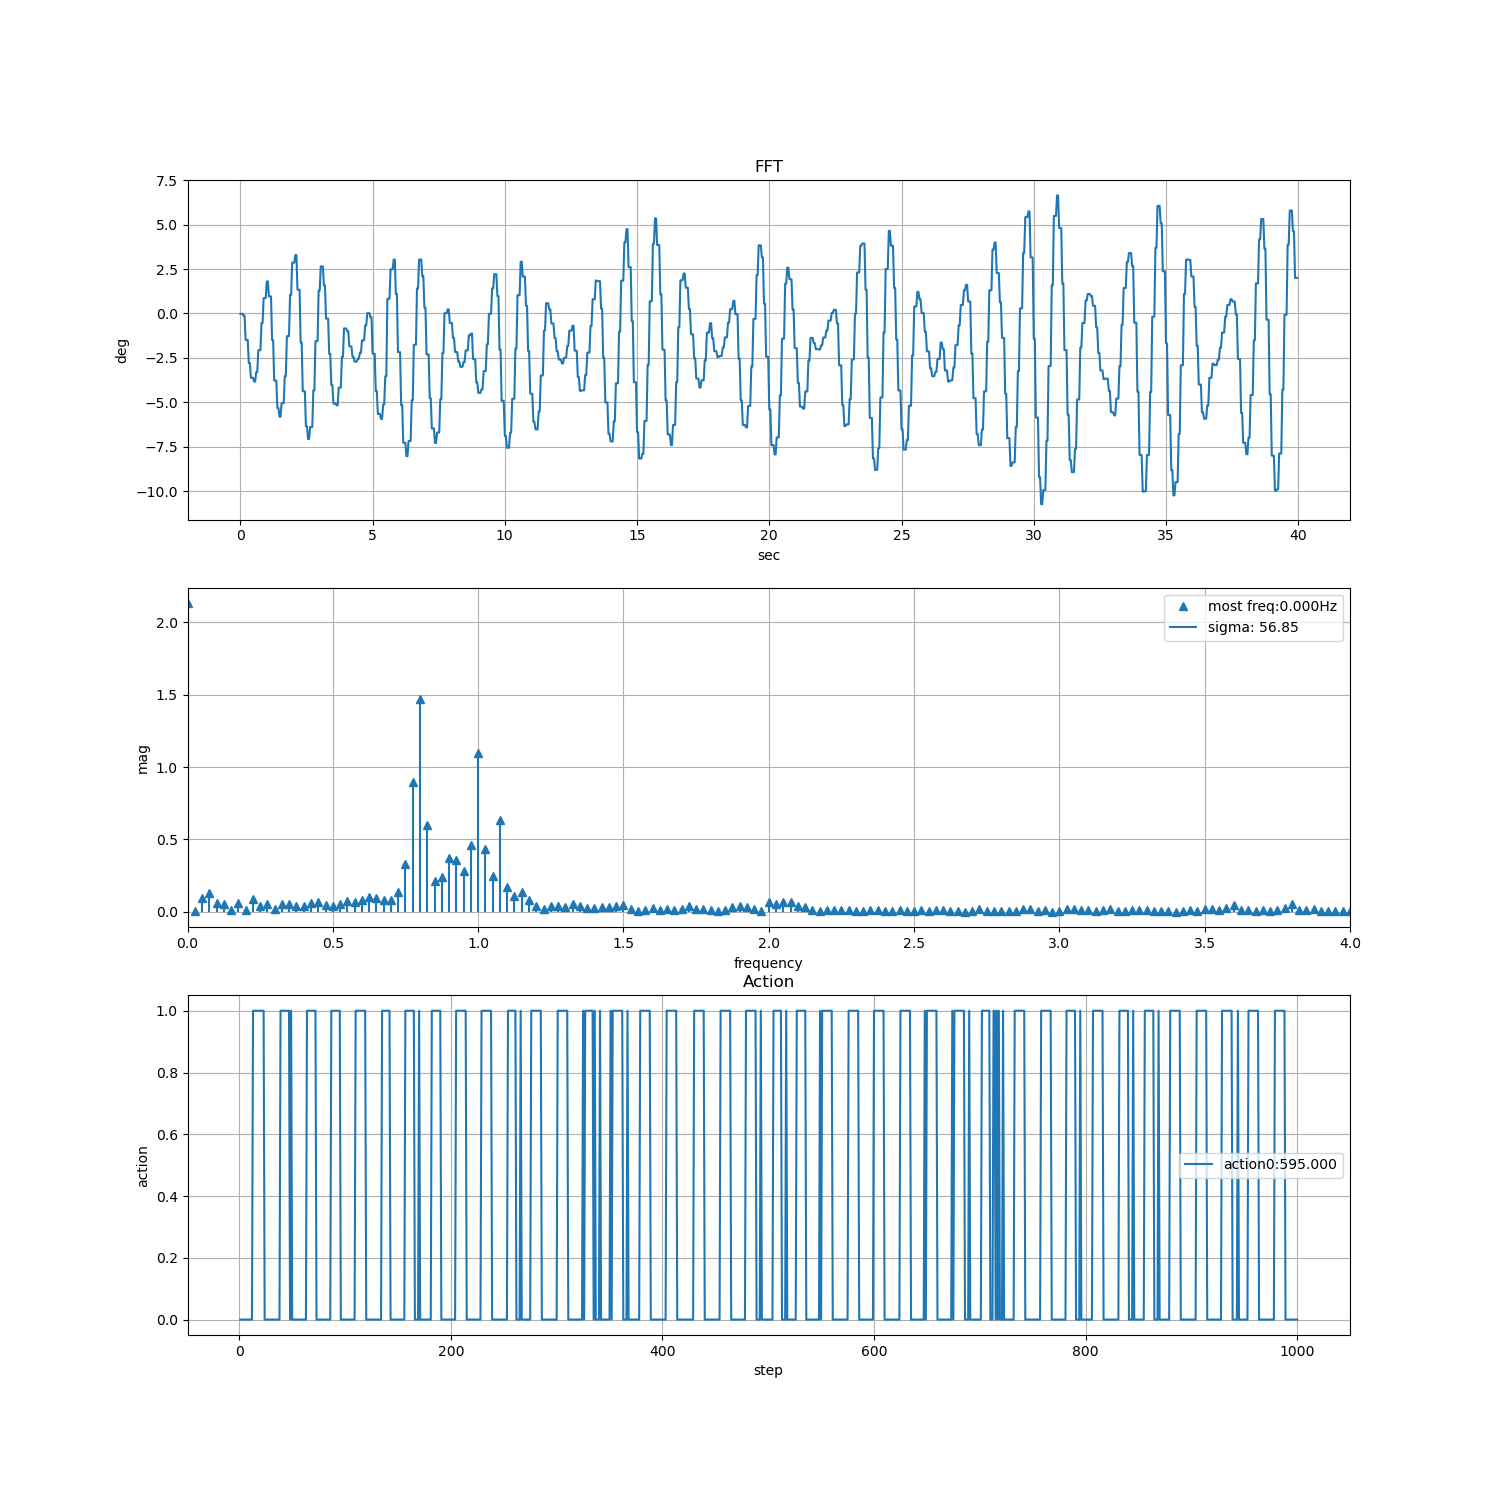 FFT
7.5
5.0
2.5
0.0
−2.5
−5.0
−7.5
−10.0
deg
0 5 10 15 20 25 30 35 40
sec
most freq:0.000Hz
sigma: 56.85
2.0
1.5
1.0
0.5
0.0
mag
0.0 0.5 1.0 1.5 2.0 2.5 3.0 3.5 4.0
frequency
Action
1.0
0.8
0.6
0.4
0.2
0.0
action
action0:595.000
0 200 400 600 800 1000
step